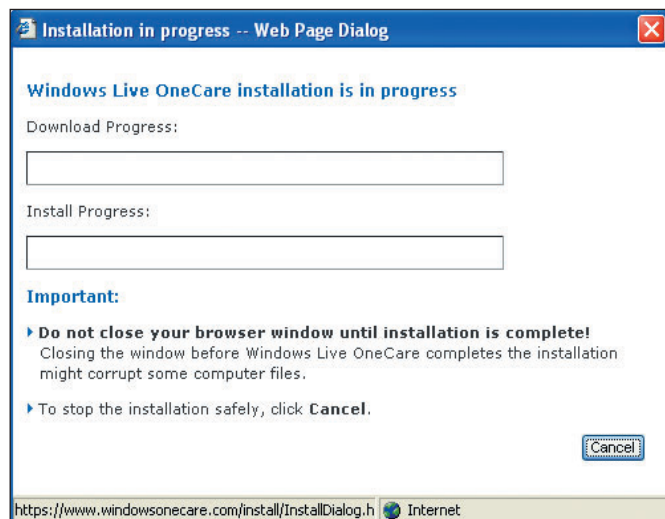 Installation in progress -- Web Page Dialog
Windows Live OneCare installation is in progress
Download Progress:
Install Progress:
Important:
Do not close your browser window until installation is complete!
Closing the window before Windows Live OneCare completes the installation
might corrupt some computer files.
To stop the installation safely, click Cancel.
Cancel
https://www.windowsonecare.com/install/InstallDialog.h Internet